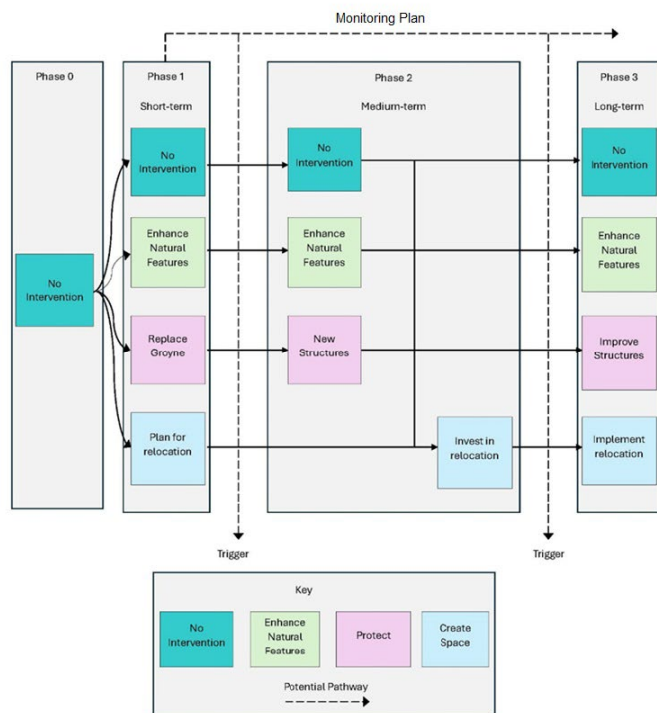 Monitoring Plan
Phase 0
Phase 1
Phase 2
Phase 3
Short-term
Medium-term
Long-term
No
Intervention
No
Intervention
No
Intervention
Enhance
Natural
Features
Enhance
Natural
Features
Enhance
Natural
Features
No
Intervention
Replace
Groyne
New
Structures
Improve
Structures
Plan for
relocation
Invest in
relocation
Implement
relocation
Trigger
Trigger
Key
No
Intervention
Enhance
Natural
Features
Protect
Create
Space
Potential Pathway